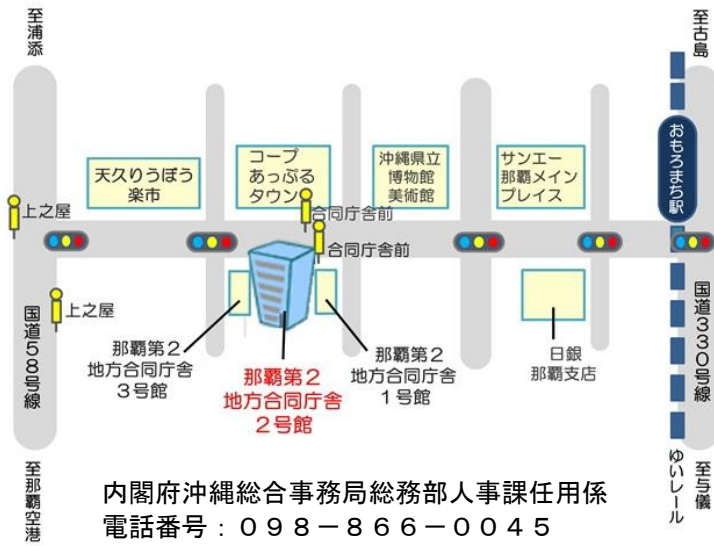 至浦添
至古島
天久りうぼう
楽市
コープ
あっぷる
タウン
沖縄県立
博物館
美術館
サンエー
那覇メイン
プレイス
おもろまち駅
上之屋
合同庁舎前
合同庁舎前
上之屋
国道58号線
国道330号線
那覇第2
地方合同庁舎
3号館
那覇第2
地方合同庁舎
2号館
那覇第2
地方合同庁舎
1号館
日銀
那覇支店
至那覇空港
ゆいレール
至与儀
内閣府沖縄総合事務局総務部人事課任用係
電話番号：098－866－0045